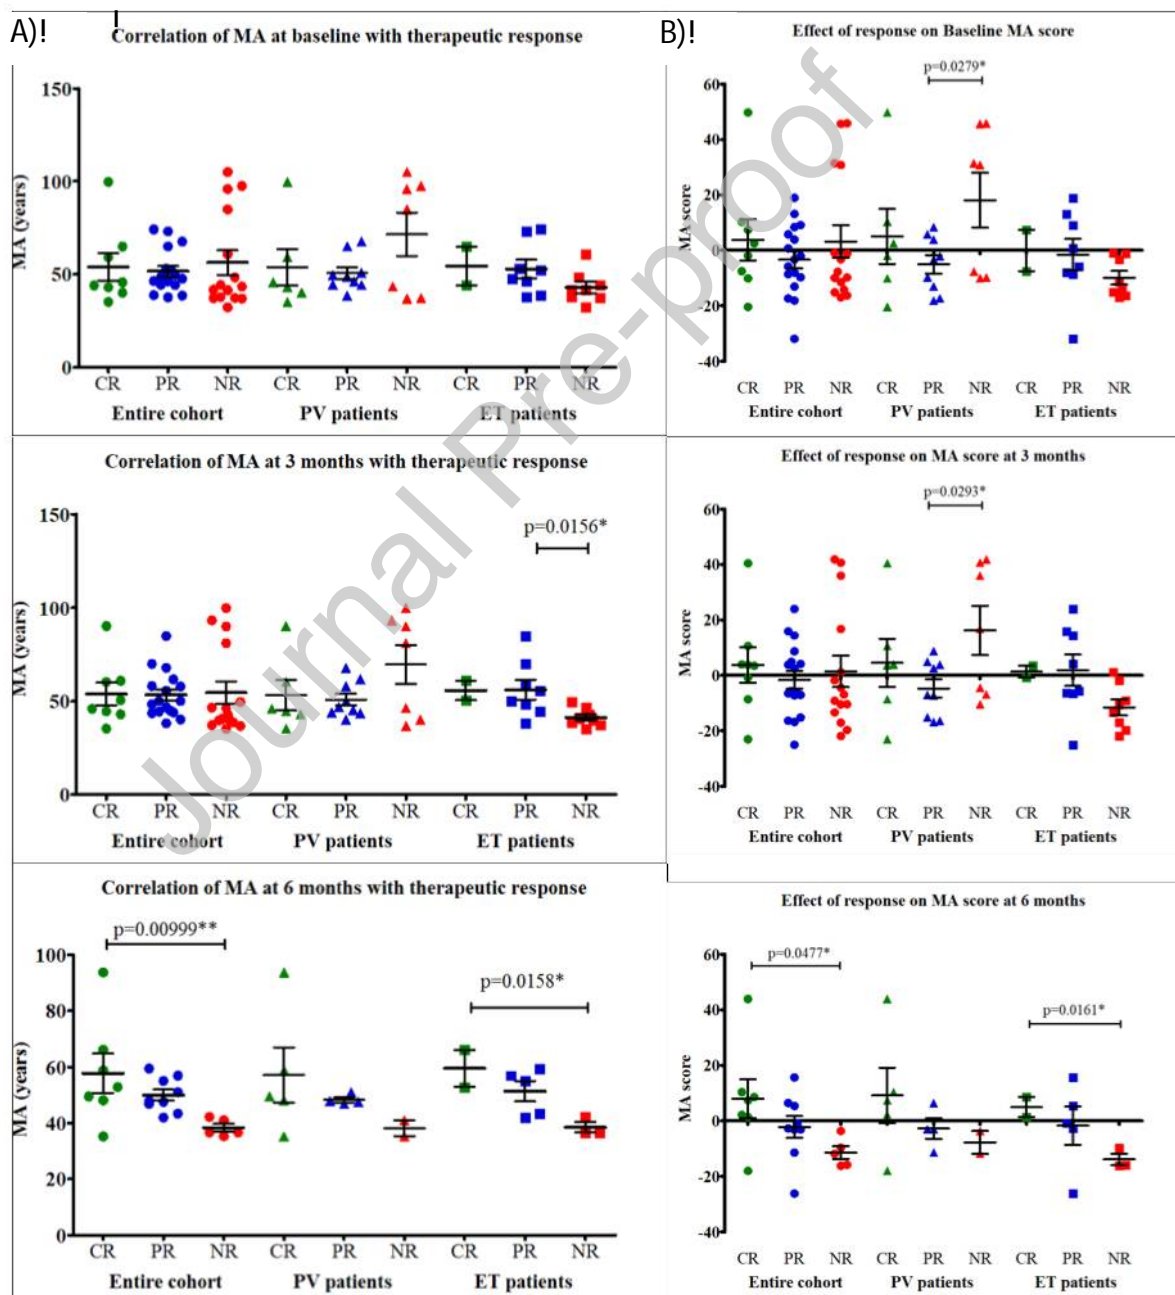 A)!
Correlation of MA at baseline with therapeutic response
MA (years)
150
100
50
0
CR PR NR CR PR NR CR PR NR
Entire cohort PV patients ET patients
B)!
Effect of response on Baseline MA score
p=0.0279*
MA score
60
40
20
0
-20
-40
CR PR NR CR PR NR CR PR NR
Entire cohort PV patients ET patients
Correlation of MA at 3 months with therapeutic response
p=0.0156*
MA (years)
150
100
50
0
CR PR NR CR PR NR CR PR NR
Entire cohort PV patients ET patients
Effect of response on MA score at 3 months
p=0.0293*
MA score
60
40
20
0
-20
-40
CR PR NR CR PR NR CR PR NR
Entire cohort PV patients ET patients
Correlation of MA at 6 months with therapeutic response
p=0.00999**
p=0.0158*
MA (years)
100
80
60
40
20
0
CR PR NR CR PR NR CR PR NR
Entire cohort PV patients ET patients
Effect of response on MA score at 6 months
p=0.0477*
p=0.0161*
MA score
60
40
20
0
-20
-40
CR PR NR CR PR NR CR PR NR
Entire cohort PV patients ET patients
Journal Pre-proof